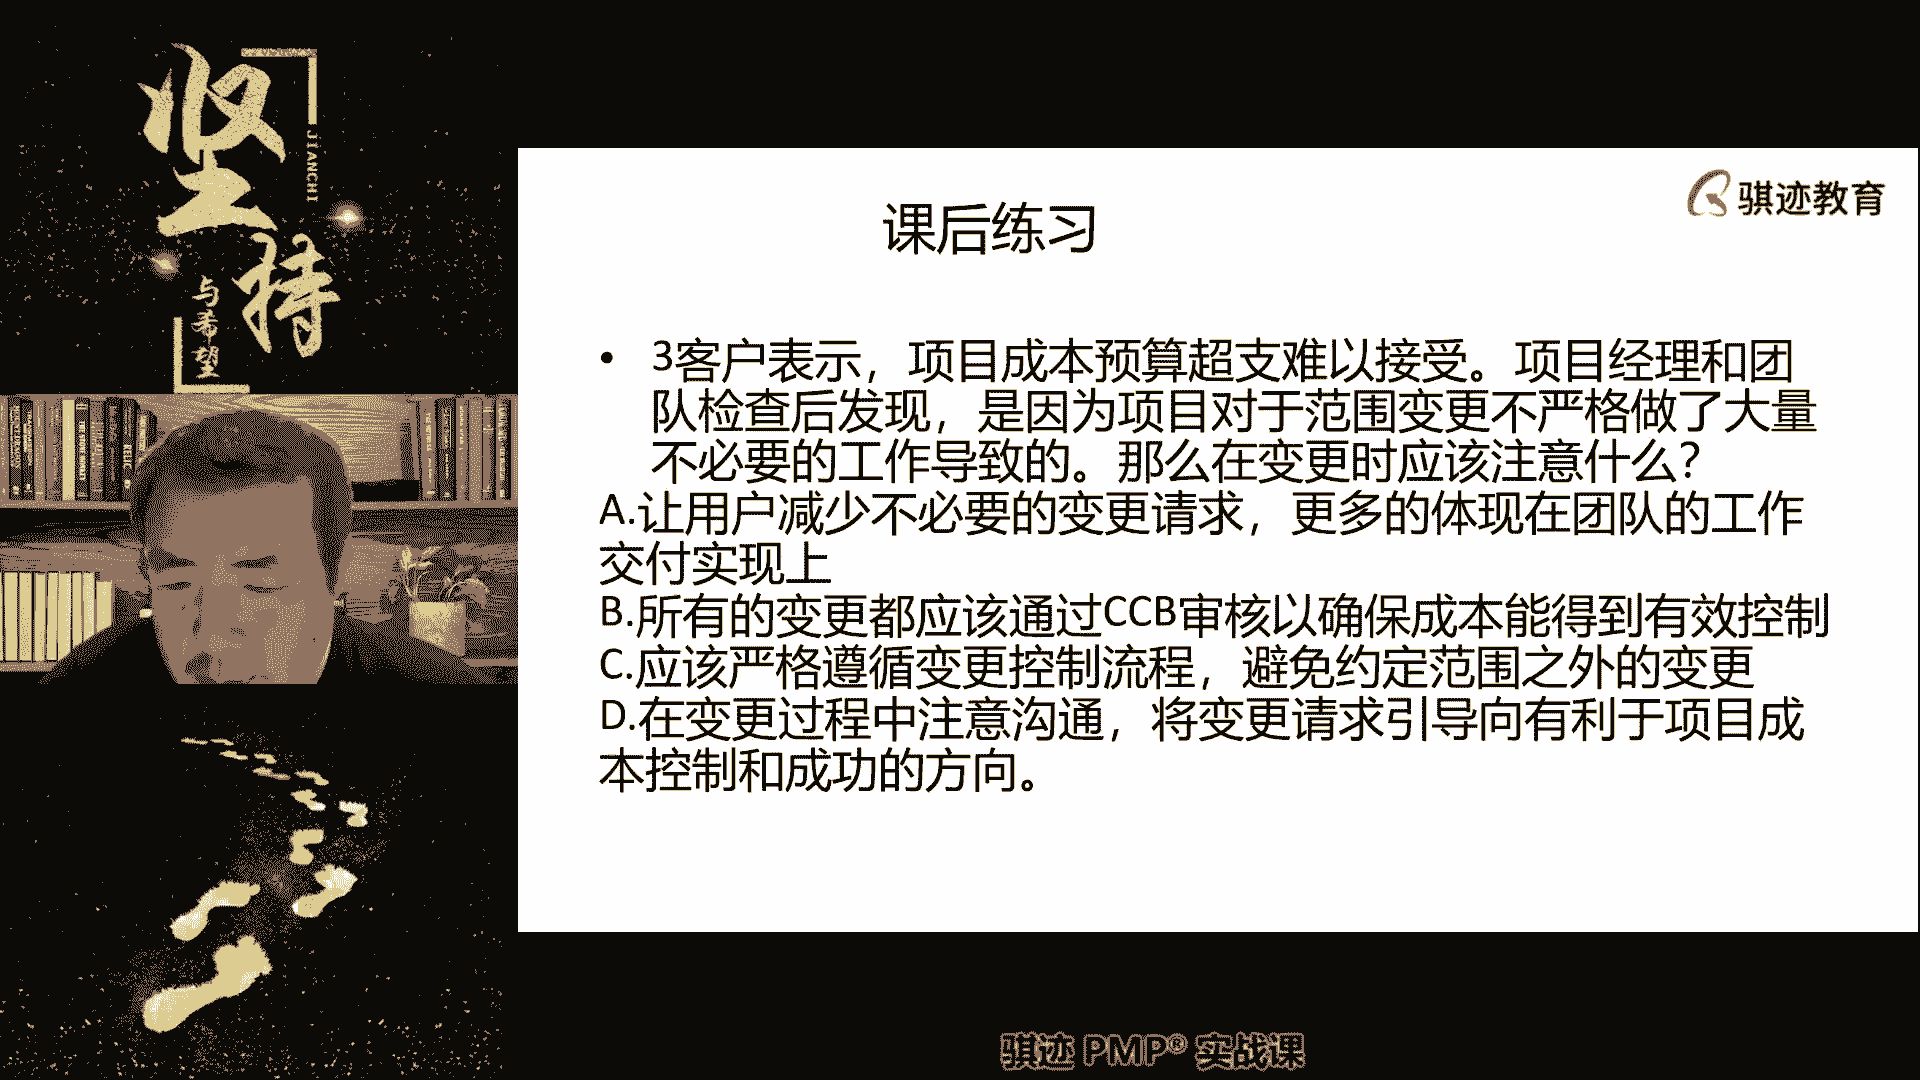 坚持
JIANCHI
与希望
骐迹教育
课后练习
• 3客户表示，项目成本预算超支难以接受。项目经理和团
队检查后发现，是因为项目对于范围变更不严格做了大量
不必要的工作导致的。那么在变更时应该注意什么？
A.让用户减少不必要的变更请求，更多的体现在团队的工作
交付实现上
B.所有的变更都应该通过CCB审核以确保成本能得到有效控制
C.应该严格遵循变更控制流程，避免约定范围之外的变更
D.在变更过程中注意沟通，将变更请求引导向有利于项目成
本控制和成功的方向。
骐迹 PMP® 实战课